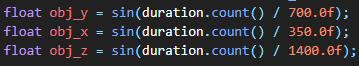 float obj_y = sin(duration.count() / 700.0f);
float obj_x = sin(duration.count() / 350.0f);
float obj_z = sin(duration.count() / 1400.0f);